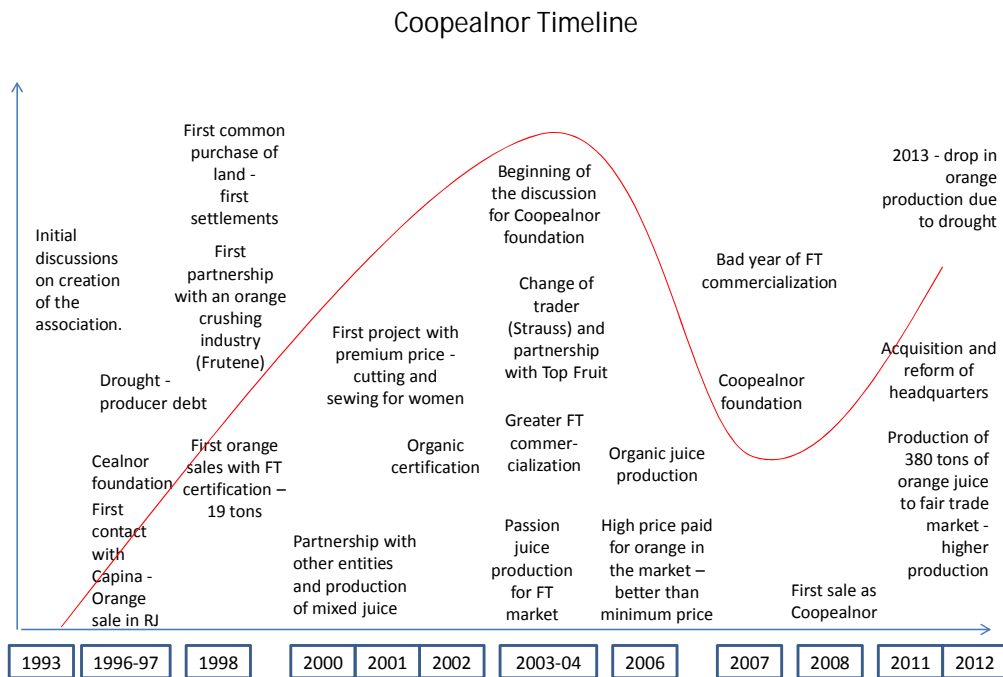 Coopealnor Timeline
Initial
discussions
on creation
of the
association.
Drought -
producer debt
Cealnor
foundation
First
contact
with
Capina -
Orange
sale in RJ
First common
purchase of
land -
first
settlements
First
partnership
with an orange
crushing
industry
(Frutene)
First orange
sales with FT
certification –
19 tons
First project with
premium price -
cutting and
sewing for women
Organic
certification
Partnership with
other entities
and production
of mixed juice
Beginning of
the discussion
for Coopealnor
foundation
Change of
trader
(Strauss) and
partnership
with Top Fruit
Greater FT
commer-
cialization
Passion
juice
production
for FT
market
Organic juice
production
High price paid
for orange in
the market –
better than
minimum price
Bad year of FT
commercialization
Coopealnor
foundation
First sale as
Coopealnor
2013 - drop in
orange
production due
to drought
Acquisition and
reform of
headquarters
Production of
380 tons of
orange juice
to fair trade
market -
higher
production
1993
1996-97
1998
2000
2001
2002
2003-04
2006
2007
2008
2011
2012